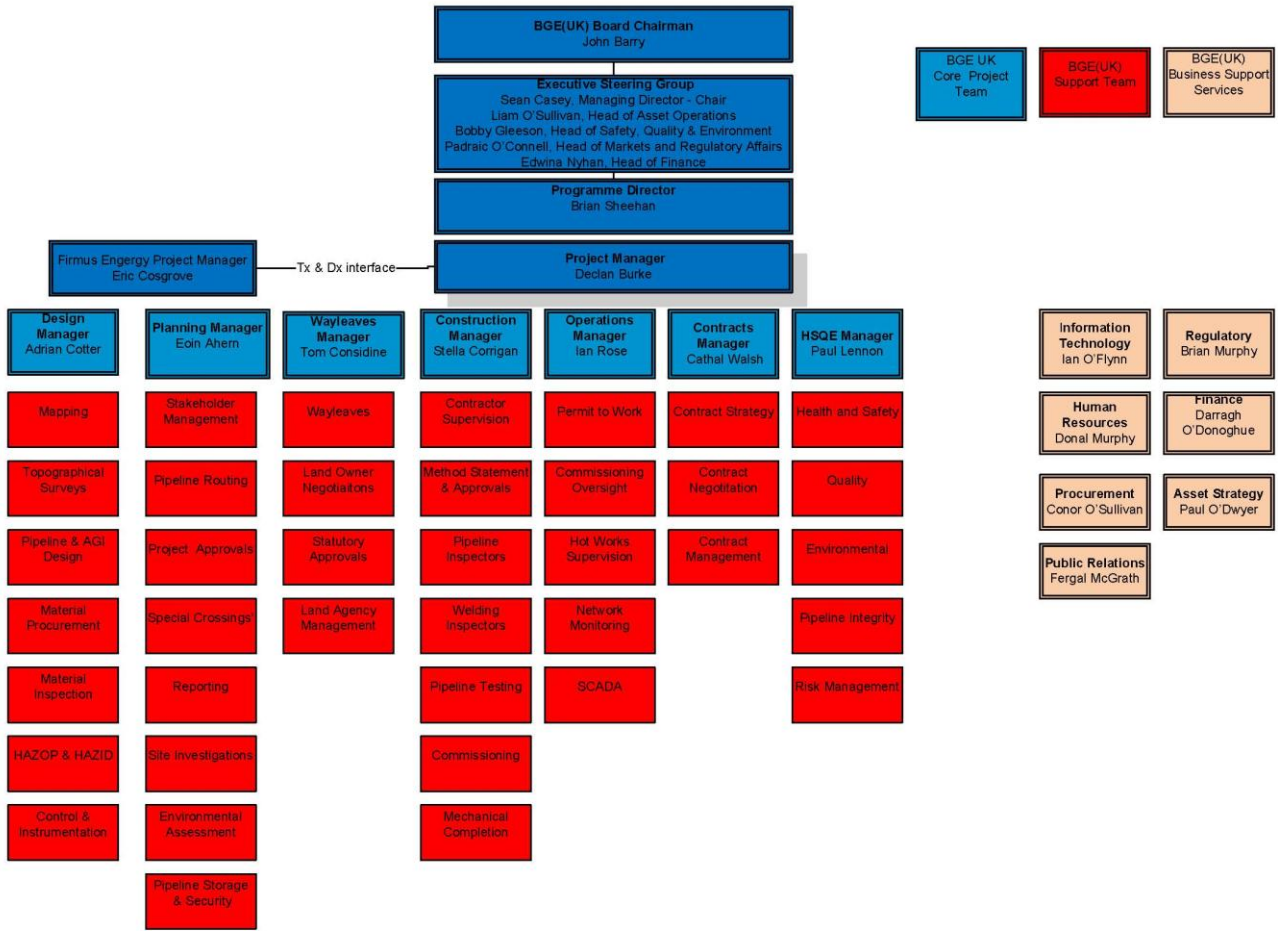 BGE(UK) Board Chairman
John Barry
BGE UK
Core Project
Team
BGE(UK)
Support Team
BGE(UK)
Business Support
Services
Executive Steering Group
Sean Casey, Managing Director - Chair
Liam O'Sullivan, Head of Asset Operations
Bobby Gleeson, Head of Safety, Quality & Environment
Padraic O'Connell, Head of Markets and Regulatory Affairs
Edwina Nyhan, Head of Finance
Programme Director
Brian Sheehan
Firmus Engergy Project Manager
Eric Cosgrove
Tx & Dx interface
Project Manager
Declan Burke
Design
Manager
Adrian Cotter
Planning Manager
Eoin Ahern
Wayleaves
Manager
Tom Considine
Construction
Manager
Stella Corrigan
Operations
Manager
Ian Rose
Contracts
Manager
Cathal Walsh
HSQE Manager
Paul Lennon
Information
Technology
Ian O'Flynn
Regulatory
Brian Murphy
Mapping
Stakeholder
Management
Wayleaves
Contractor
Supervision
Permit to Work
Contract Strategy
Health and Safety
Human
Resources
Donal Murphy
Finance
Darragh
O'Donoghue
Topographical
Surveys
Pipeline Routing
Land Owner
Negotiaitons
Method Statement
& Approvals
Commissioning
Oversight
Contract
Negotitation
Quality
Procurement
Conor O'Sullivan
Asset Strategy
Paul O'Dwyer
Pipeline & AGI
Design
Project Approvals
Statutory
Approvals
Pipeline
Inspectors
Hot Works
Supervision
Contract
Management
Environmental
Public Relations
Fergal McGrath
Material
Procurement
Special Crossings'
Land Agency
Management
Welding
Inspectors
Network
Monitoring
Pipeline Integrity
Material
Inspection
Reporting
Pipeline Testing
SCADA
Risk Management
HAZOP & HAZID
Site Investigations
Commissioning
Control &
Instrumentation
Environmental
Assessment
Mechanical
Completion
Pipeline Storage
& Security